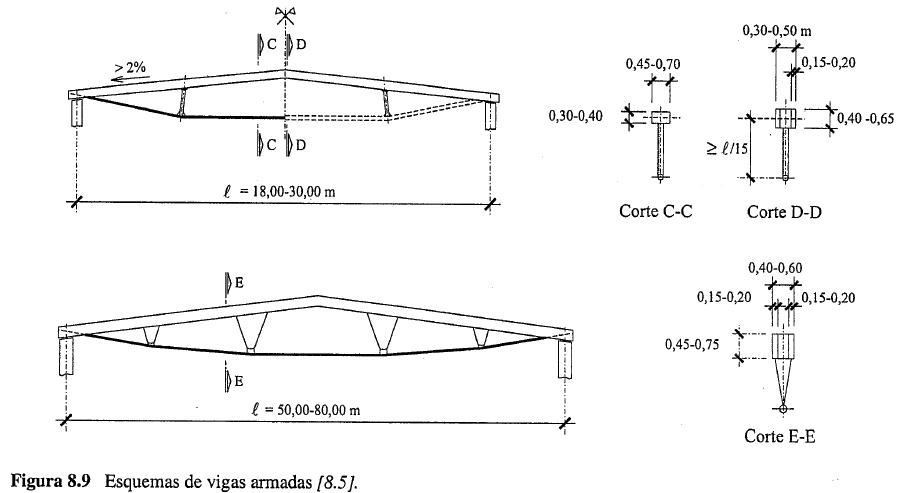 C D
> 2%
C D
ℓ = 18,00-30,00 m
0,45-0,70
0,30-0,40
Corte C-C
0,30-0,50 m
0,15-0,20
0,40 -0,65
≥ ℓ/15
Corte D-D
E
E
ℓ = 50,00-80,00 m
0,40-0,60
0,15-0,20 0,15-0,20
0,45-0,75
Corte E-E
Figura 8.9 Esquemas de vigas armadas [8.5].